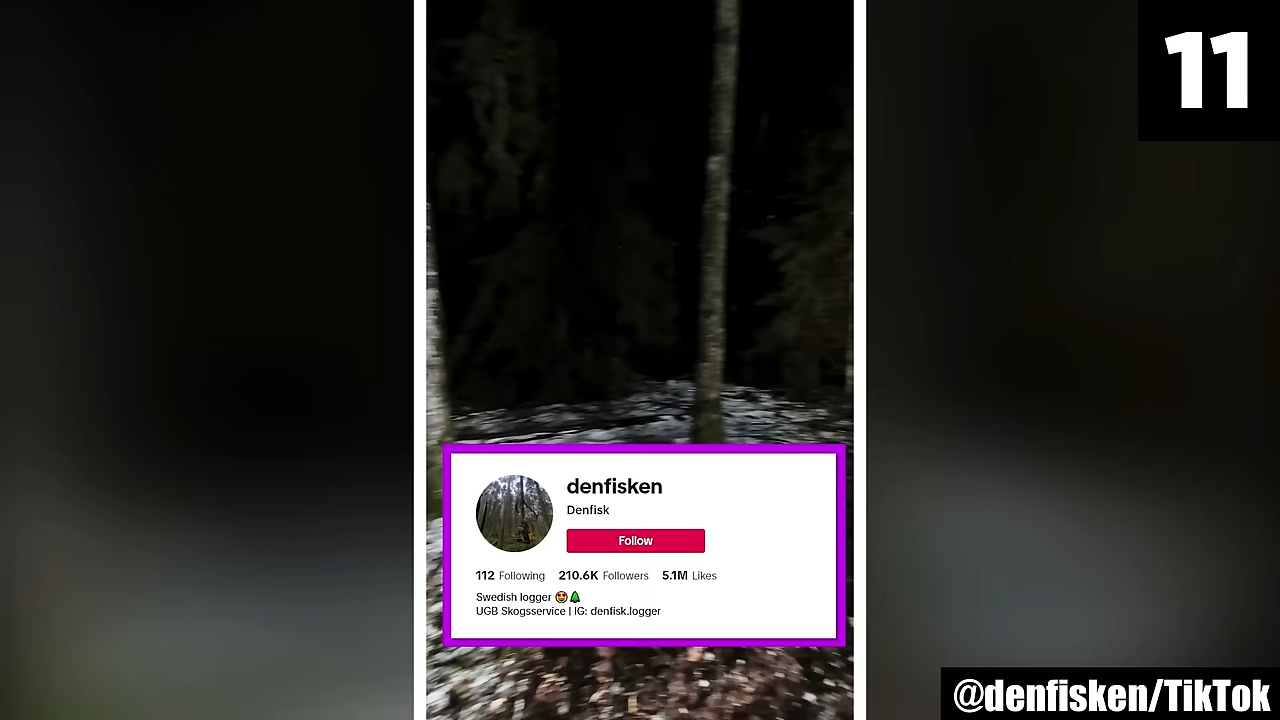 11
denfisken
Denfisk
Follow
112 Following 210.6K Followers 5.1M Likes
Swedish logger 🤩🌲
UGB Skogsservice | IG: denfisk.logger
@denfisken/TikTok